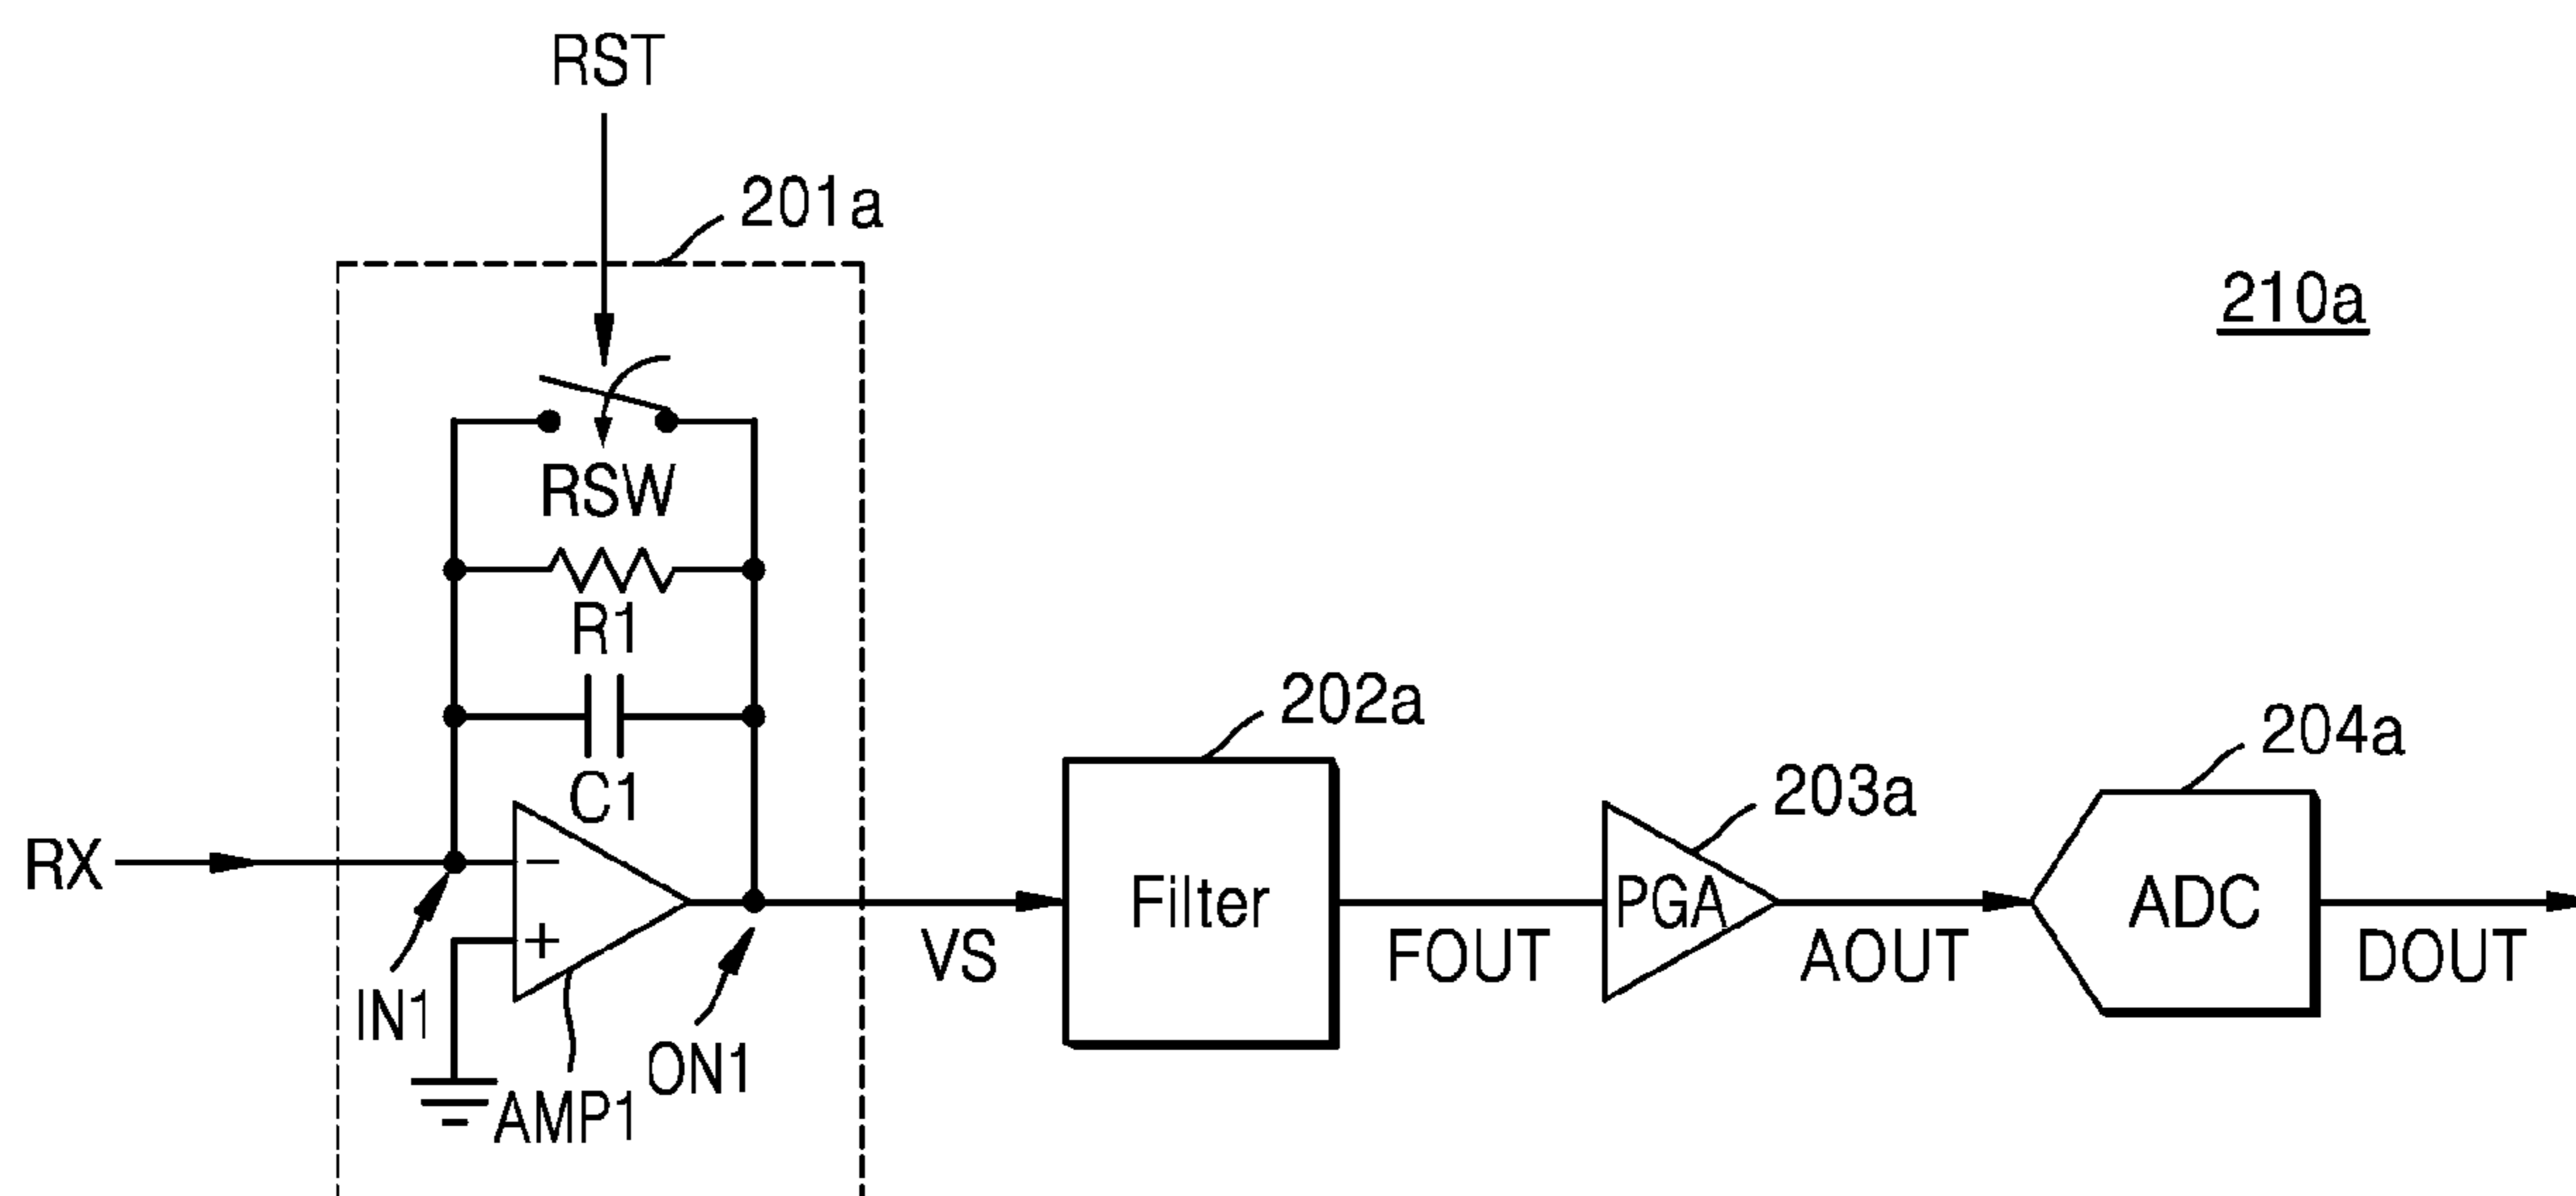 RST
201a
210a
RSW
R1
C1
202a
203a
204a
RX
−
+
Filter
PGA
ADC
VS
FOUT
AOUT
DOUT
IN1
ON1
AMP1